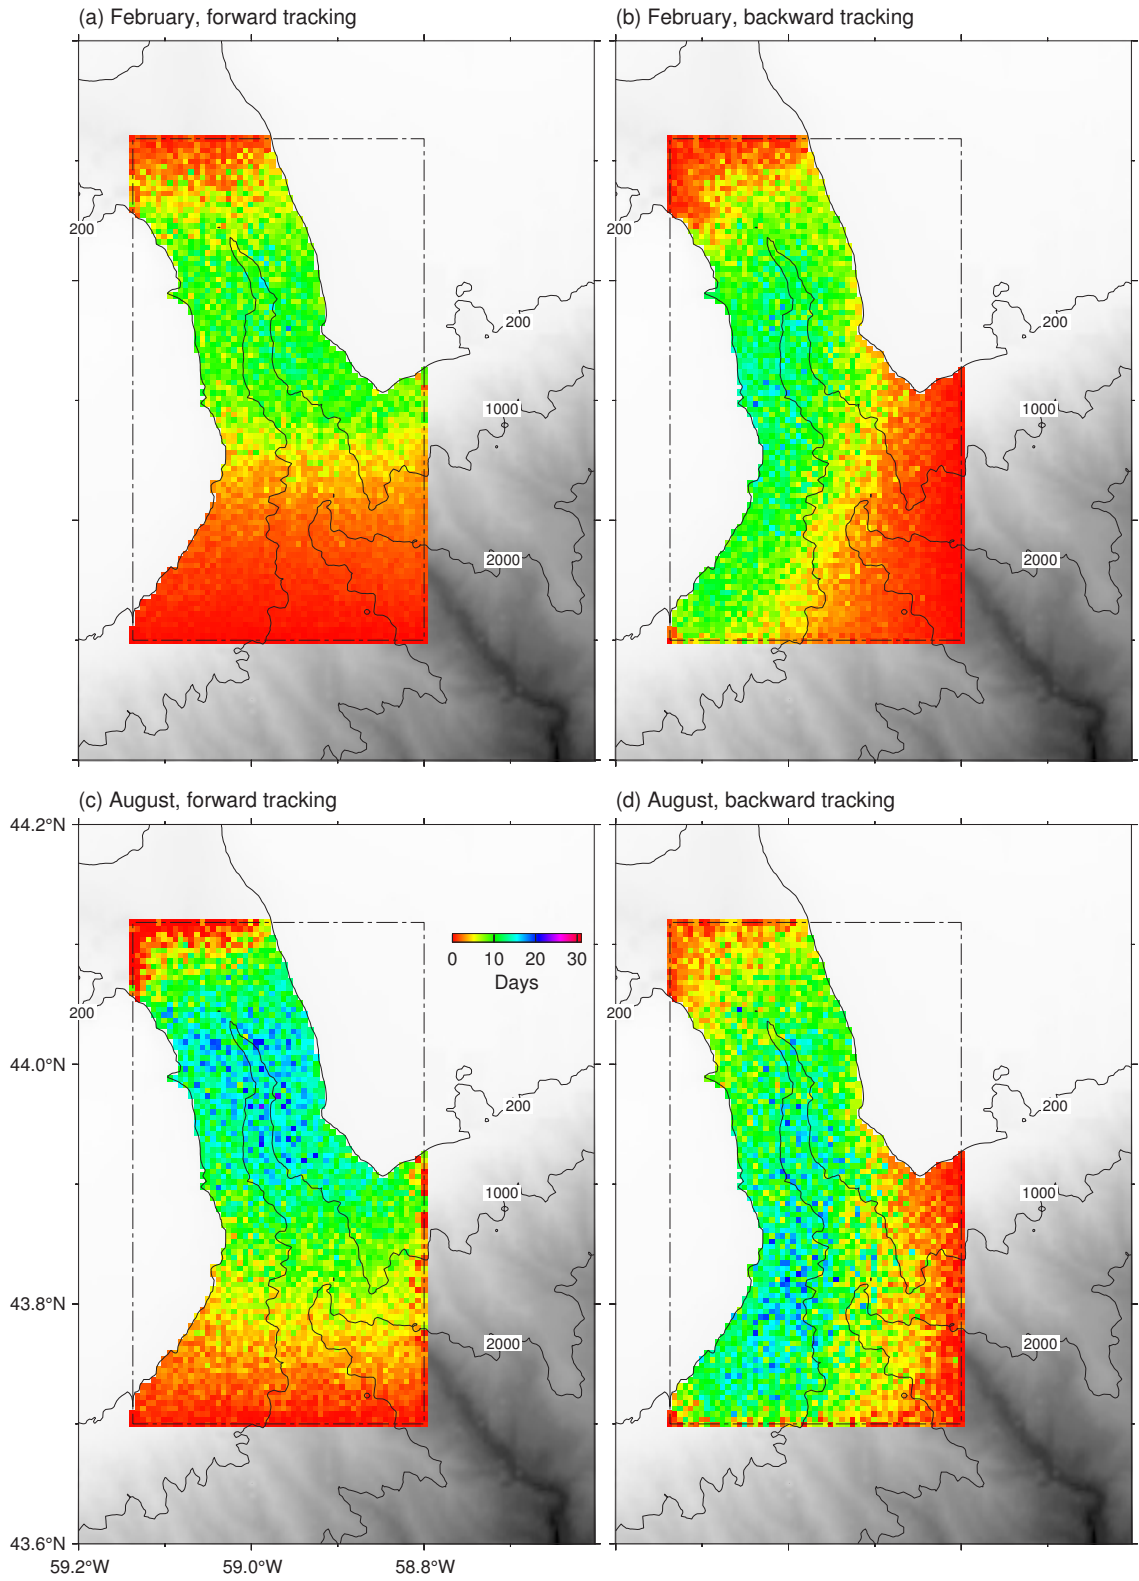 (a) February, forward tracking
(b) February, backward tracking
200
200
1000
2000
200
200
1000
2000
(c) August, forward tracking
(d) August, backward tracking
44.2°N
44.0°N
43.8°N
43.6°N
59.2°W
59.0°W
58.8°W
0
10
20
30
Days
200
200
1000
2000
200
200
1000
2000